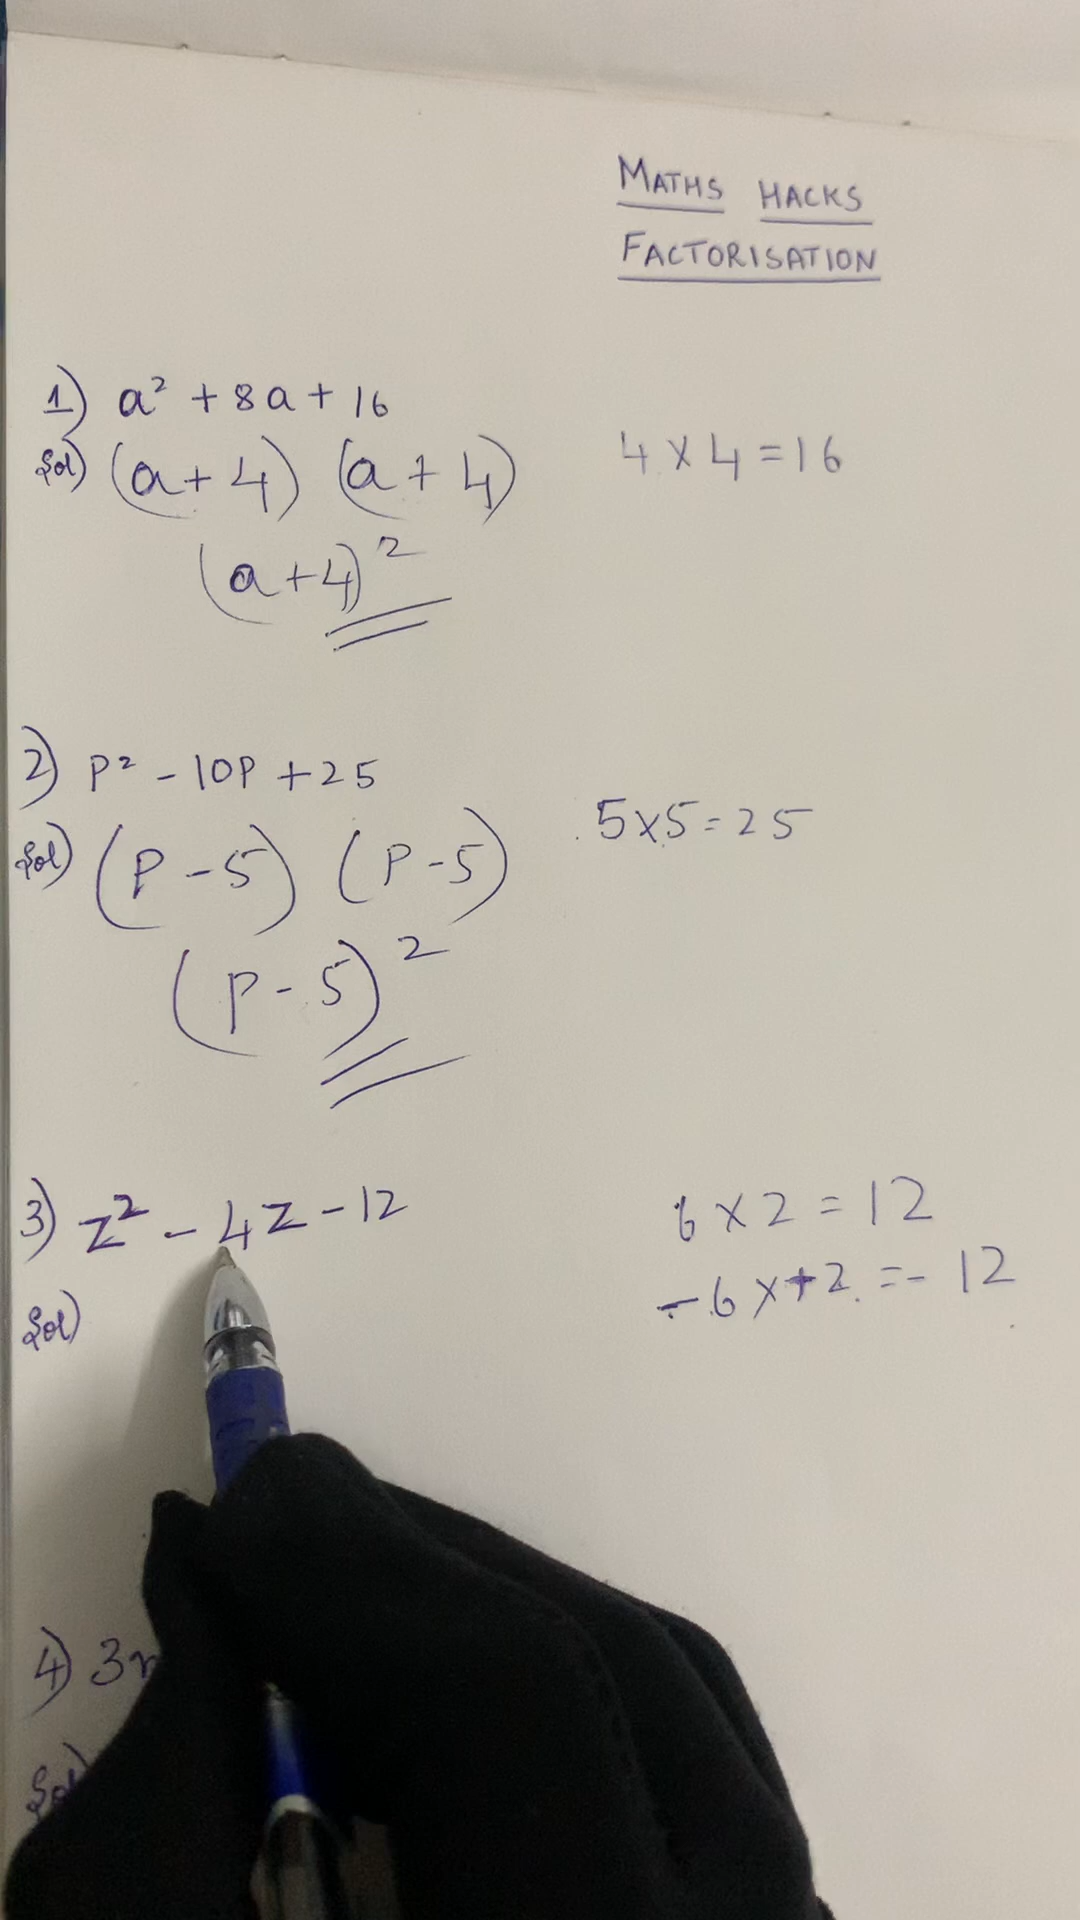 MATHS HACKS
FACTORISATION
1) a² + 8a + 16
Sol) (a + 4) (a + 4)
4 × 4 = 16
(a + 4)²
2) P² - 10P + 25
Sol) (P - 5) (P - 5)
5 × 5 = 25
(P - 5)²
3) Z² - 4Z - 12
6 × 2 = 12
Sol)
-6 × +2 = - 12
4) 3
Sol)